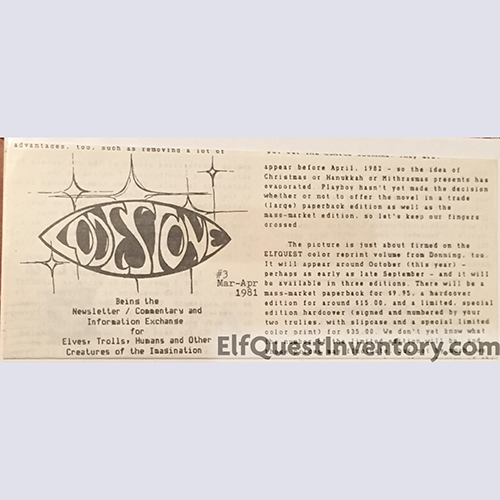 advantages, too, such as removing a lot of
LODESTONE
#3
Mar-Apr
1981
Being the
Newsletter / Commentary and
Information Exchange
for
Elves, Trolls, Humans and Other
Creatures of the Imagination
appear before April, 1982 - so the idea of
Christmas or Hanukkah or Mithrasmas presents has
evaporated. Playboy hasn't yet made the decision
whether or not to offer the novel in a trade
(large) paperback edition as well as the
mass-market edition, so let's keep our fingers
crossed.
The picture is just about firmed on the
ELFQUEST color reprint volume from Donning, too.
It will appear around October (this year) -
perhaps as early as late September - and it will
be available in three editions. There will be a
mass-market paperback for $9.95, a hardcover
edition for around $15.00, and a limited, special
edition hardcover (signed and numbered by your
two trulies, with slipcase and a special limited
color print) for $35.00. We don't yet know what
ElfQuestInventory.com